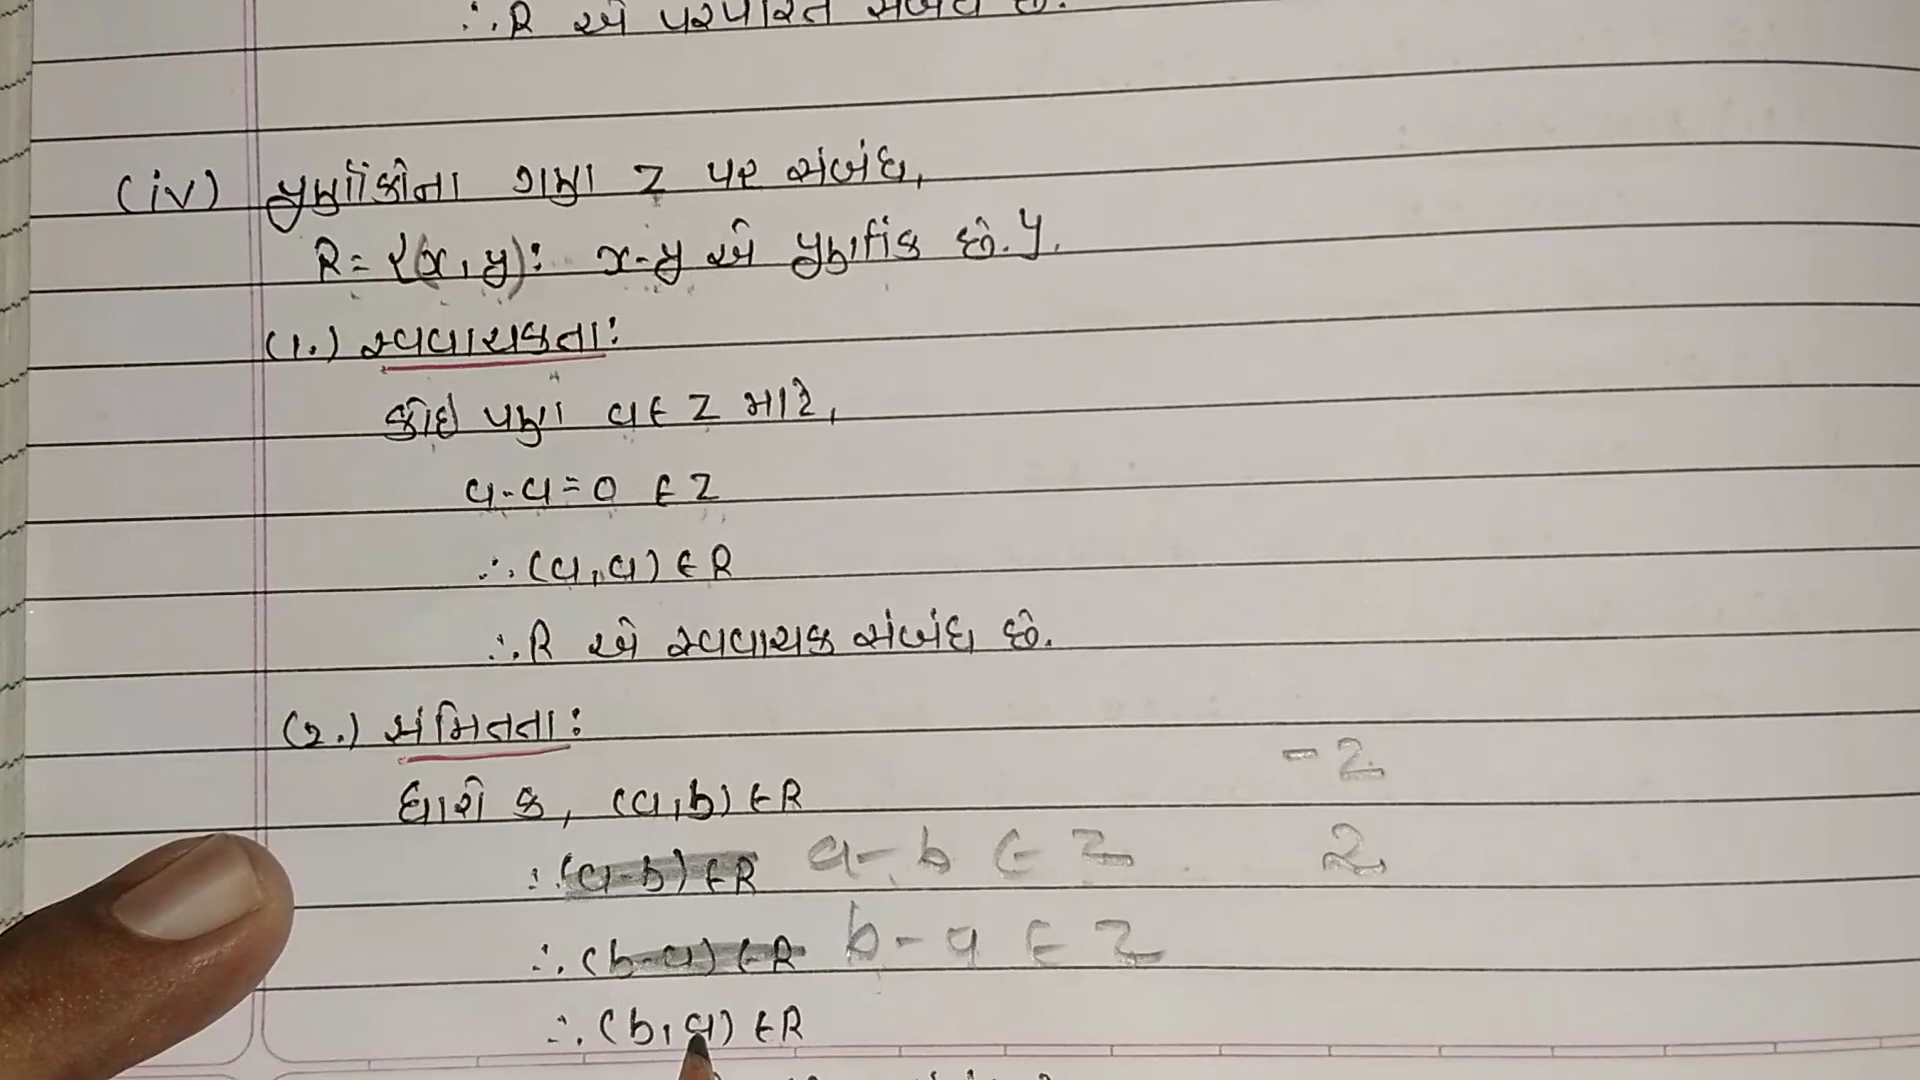 ∴ R એ પરંપરિત સંબંધ છે.
(iv) પૂર્ણાંકોના ગણ Z પર સંબંધ,
R = {(x, y) : x-y એ પૂર્ણાંક છે.}.
(1.) સ્વવાચકતા:
કોઈ પણ a ∈ Z માટે,
a-a=0 ∈ Z
∴ (a, a) ∈ R
∴ R એ સ્વવાચક સંબંધ છે.
(2.) સંમિતતા:
-2
ધારો કે, (a, b) ∈ R
∴ (a-b) ∈ R a-b ∈ Z 2
∴ (b-a) ∈ R b-a ∈ Z
∴ (b, a) ∈ R